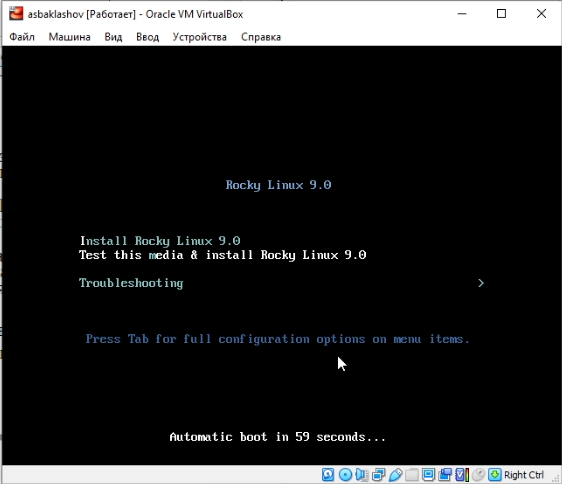 asbaklashov [Работает] - Oracle VM VirtualBox
Файл Машина Вид Ввод Устройства Справка
Rocky Linux 9.0
Install Rocky Linux 9.0
Test this media & install Rocky Linux 9.0
Troubleshooting >
Press Tab for full configuration options on menu items.
Automatic boot in 59 seconds...
Right Ctrl